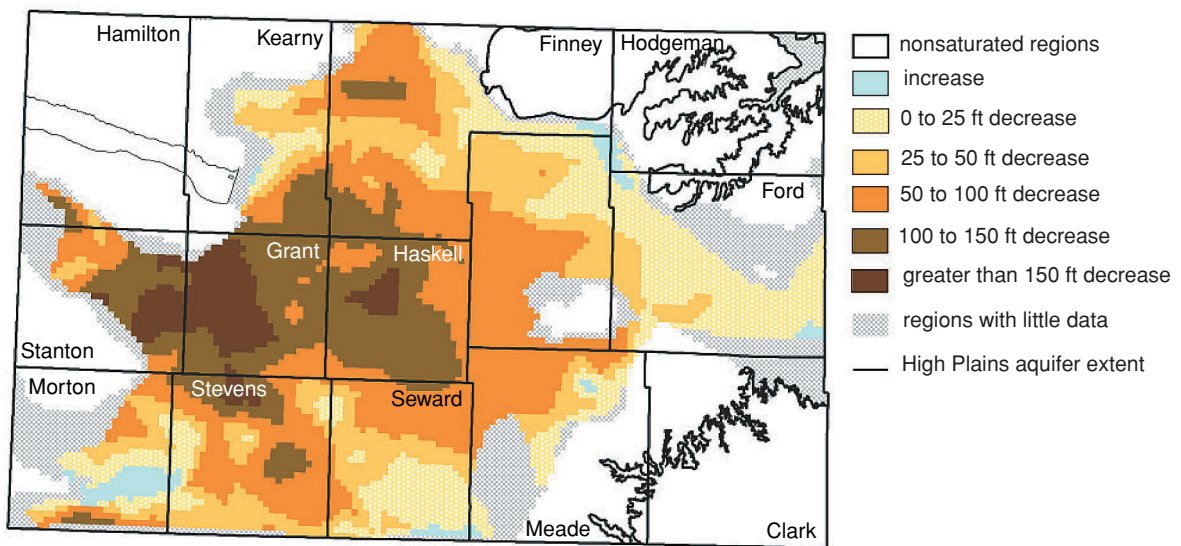 Hamilton
Kearny
Finney
Hodgeman
Ford
Grant
Haskell
Stanton
Morton
Stevens
Seward
Meade
Clark
nonsaturated regions
increase
0 to 25 ft decrease
25 to 50 ft decrease
50 to 100 ft decrease
100 to 150 ft decrease
greater than 150 ft decrease
regions with little data
High Plains aquifer extent